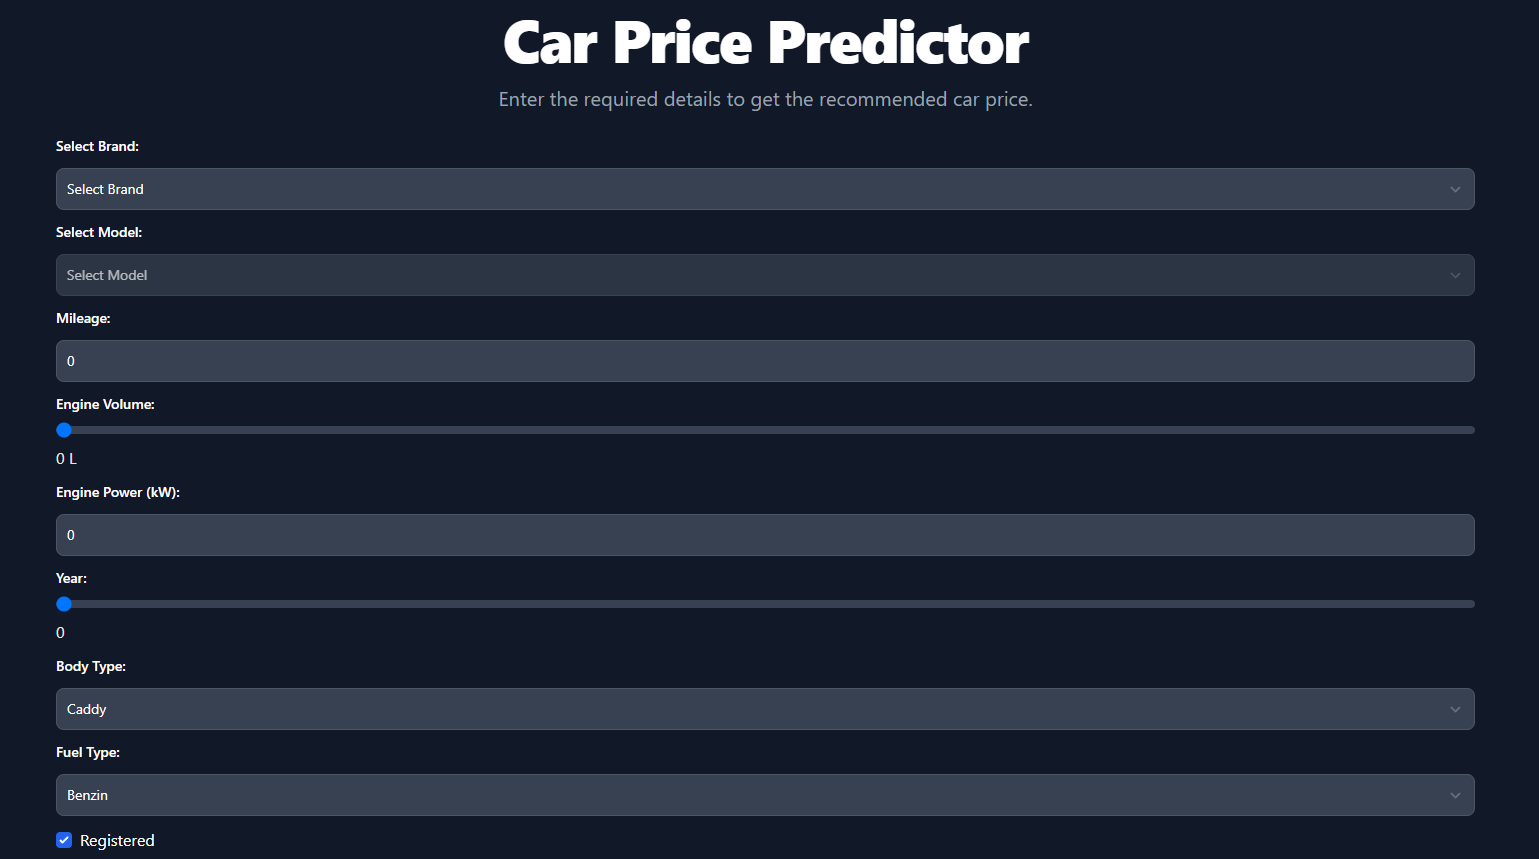 Car Price Predictor
Enter the required details to get the recommended car price.
Select Brand:
Select Brand
Select Model:
Select Model
Mileage:
0
Engine Volume:
0 L
Engine Power (kW):
0
Year:
0
Body Type:
Caddy
Fuel Type:
Benzin
Registered